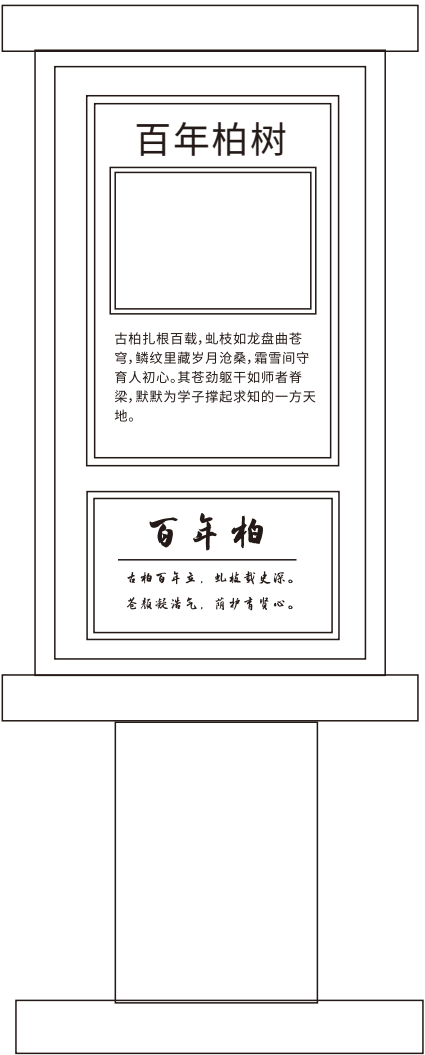 百年柏树
古柏扎根百载，虬枝如龙盘曲苍
穹，鳞纹里藏岁月沧桑，霜雪间守
育人初心。其苍劲躯干如师者脊
梁，默默为学子撑起求知的一方天
地。
百年柏
古柏百年立，虬枝载史深。
苍颜凝浩气，荫护育贤心。